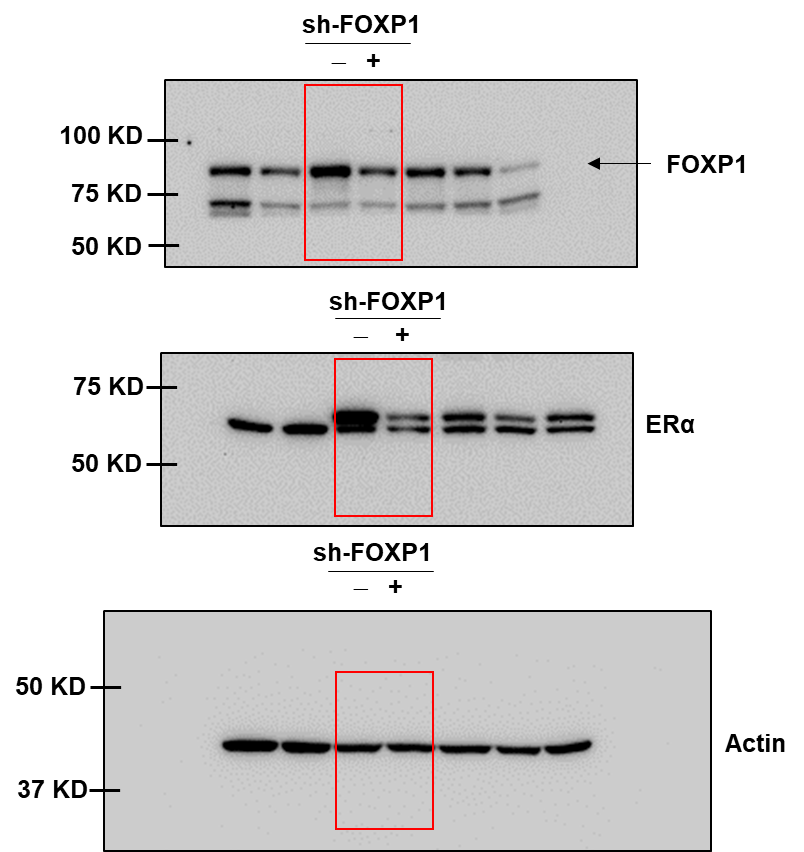 sh-FOXP1
– +
100 KD
FOXP1
75 KD
50 KD
sh-FOXP1
– +
75 KD
ERα
50 KD
sh-FOXP1
– +
50 KD
Actin
37 KD